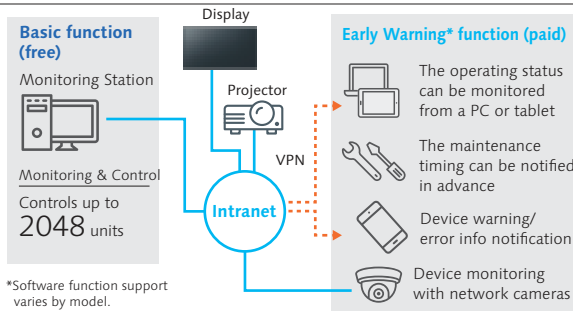 Basic function
(free)
Monitoring Station
Monitoring & Control
Controls up to
2048 units
*Software function support
varies by model.
Display
Projector
VPN
Intranet
Early Warning* function (paid)
The operating status
can be monitored
from a PC or tablet
The maintenance
timing can be notified
in advance
Device warning/
error info notification
Device monitoring
with network cameras